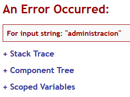 An Error Occurred:
For input string: "administracion"
+ Stack Trace
+ Component Tree
+ Scoped Variables